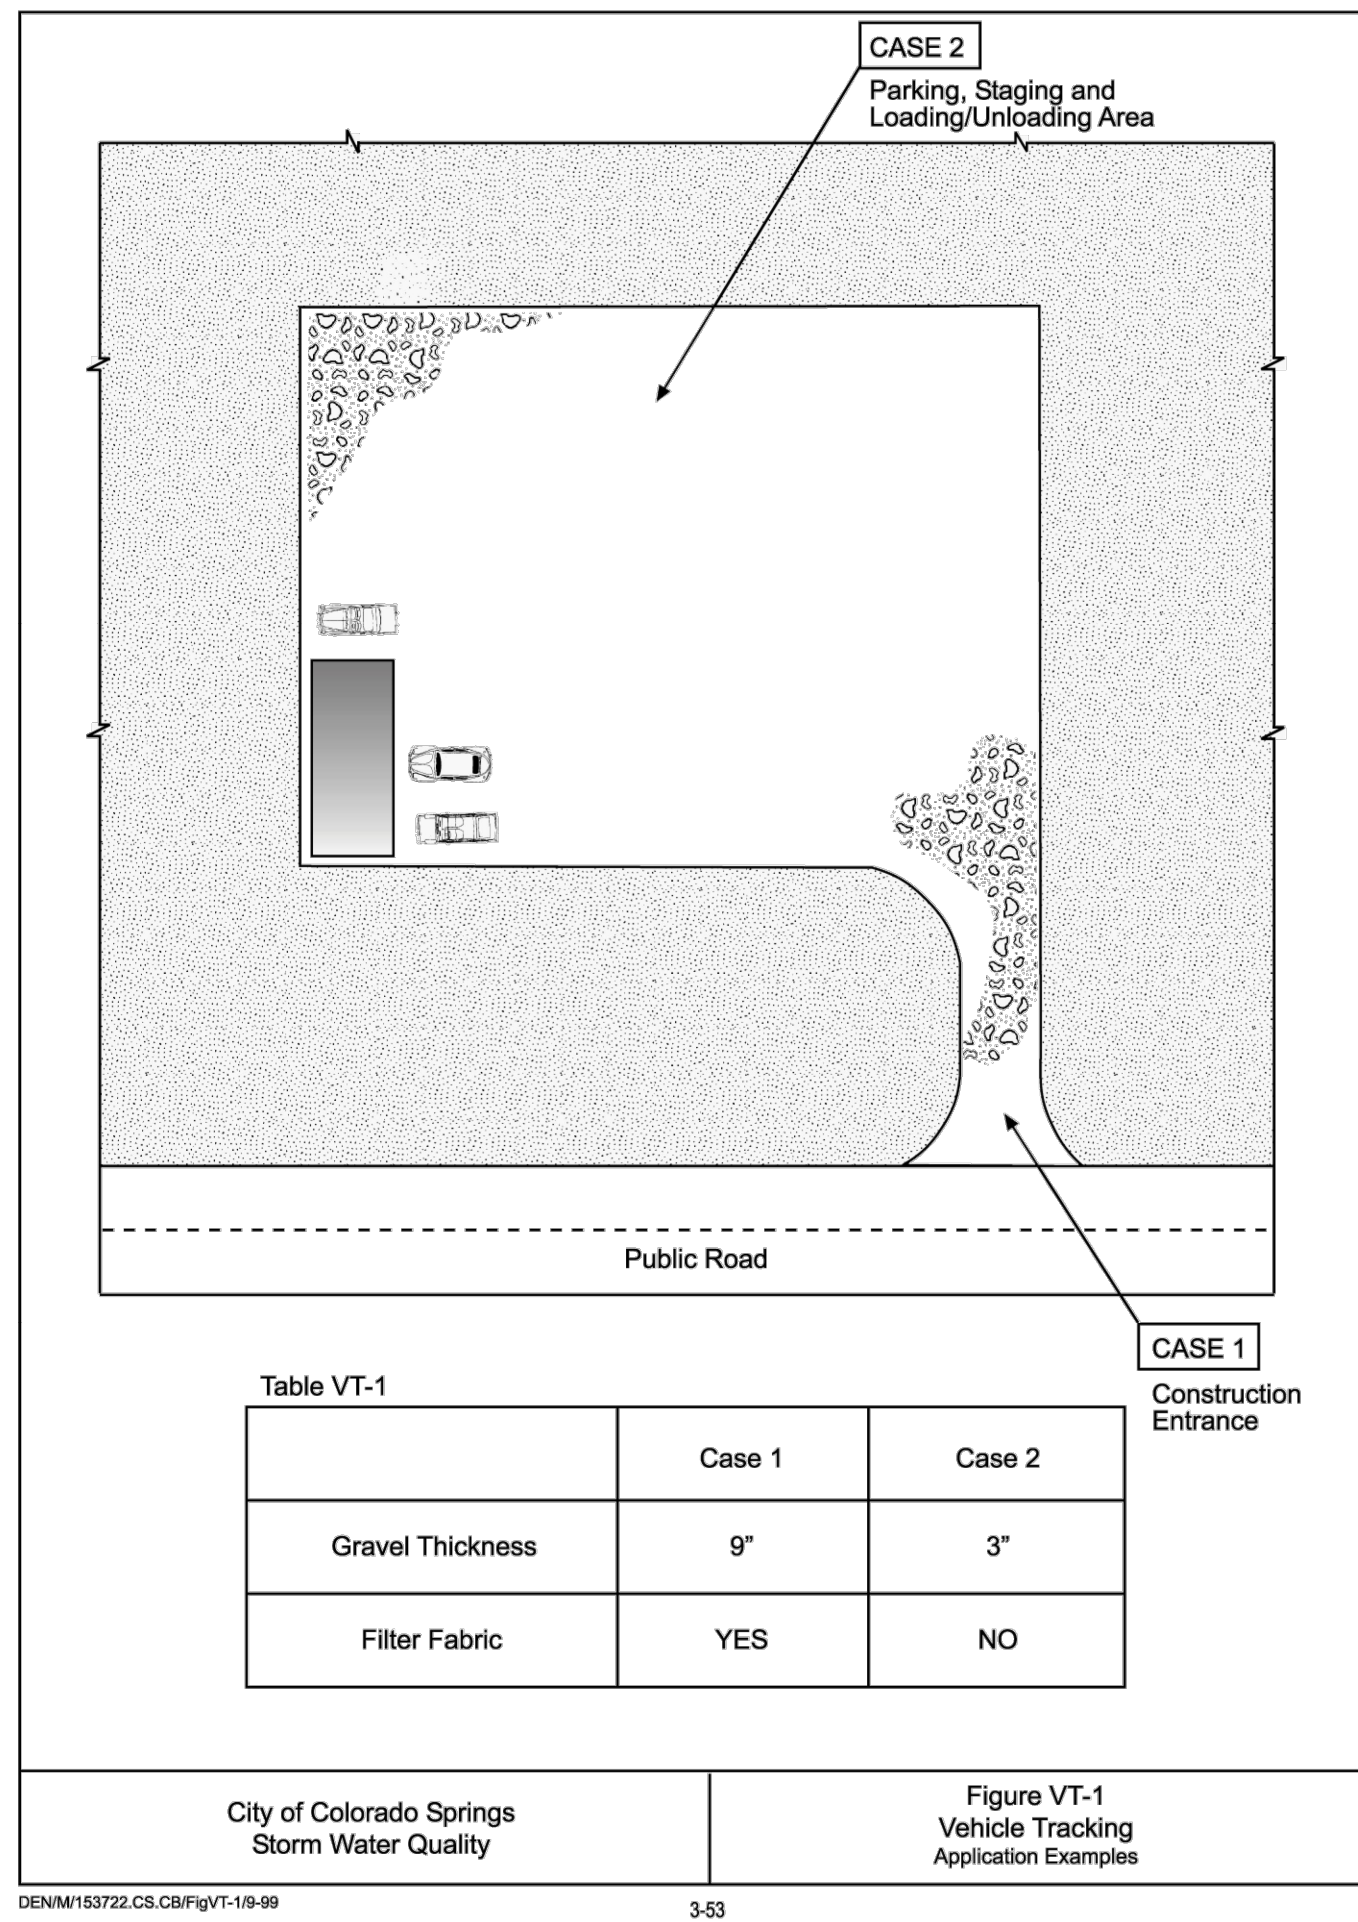 CASE 2
Parking, Staging and
Loading/Unloading Area
Public Road
CASE 1
Construction
Entrance
Table VT-1
Case 1 Case 2
Gravel Thickness 9” 3”
Filter Fabric YES NO
City of Colorado Springs
Storm Water Quality
Figure VT-1
Vehicle Tracking
Application Examples
DEN/M/153722.CS.CB/FigVT-1/9-99
3-53